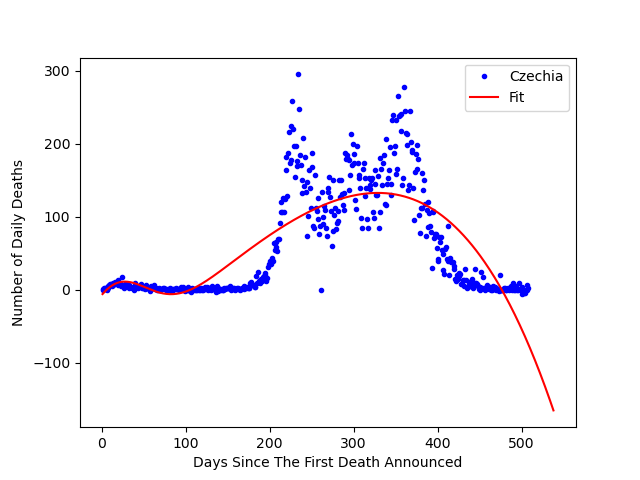 Czechia
Fit
Number of Daily Deaths
300
200
100
0
−100
0 100 200 300 400 500
Days Since The First Death Announced